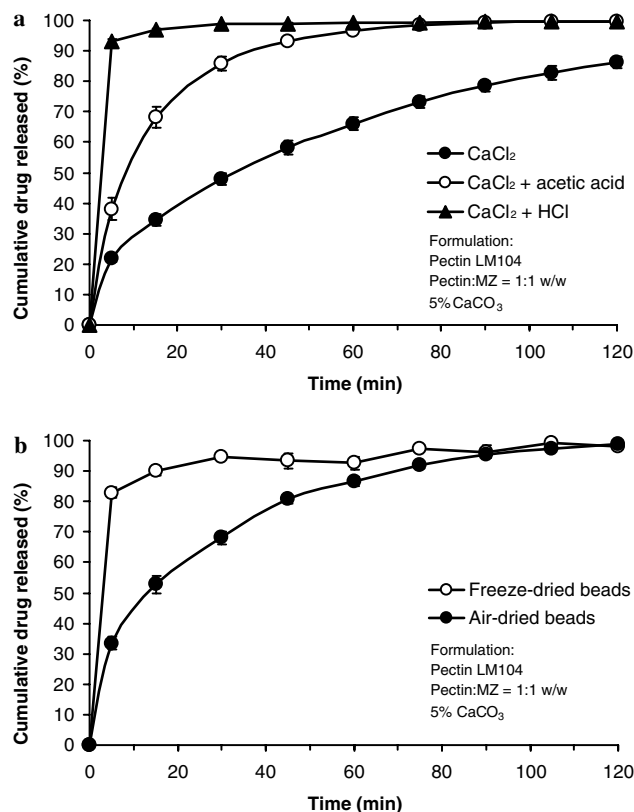 a
Cumulative drug released (%)
100
90
80
70
60
50
40
30
20
10
0
CaCl₂
CaCl₂ + acetic acid
CaCl₂ + HCl
Formulation:
Pectin LM104
Pectin:MZ = 1:1 w/w
5% CaCO₃
0 20 40 60 80 100 120
Time (min)
b
Cumulative drug released (%)
100
90
80
70
60
50
40
30
20
10
0
Freeze-dried beads
Air-dried beads
Formulation:
Pectin LM104
Pectin:MZ = 1:1 w/w
5% CaCO₃
0 20 40 60 80 100 120
Time (min)